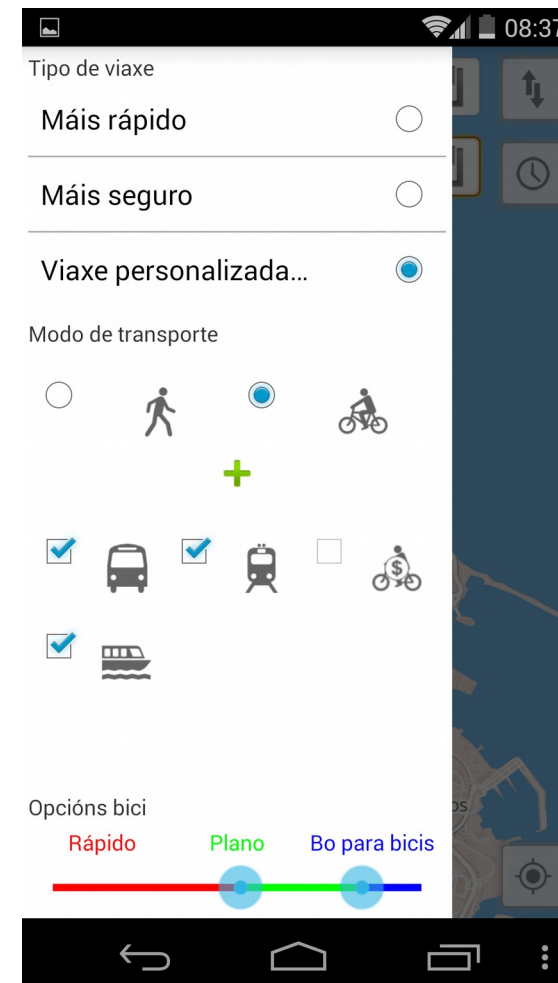 08:37
Tipo de viaxe
Máis rápido
Máis seguro
Viaxe personalizada...
Modo de transporte
$
Opcións bici
Rápido Plano Bo para bicis